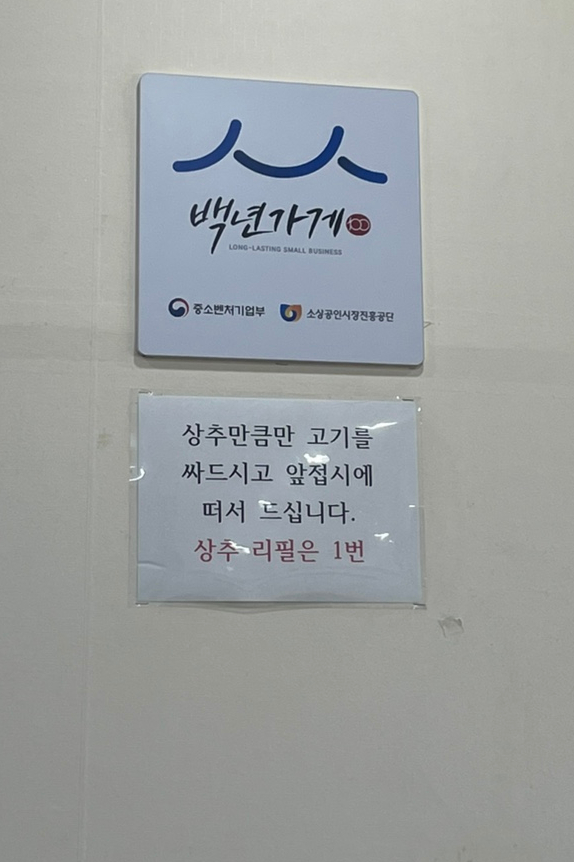 백년가게 100
LONG-LASTING SMALL BUSINESS
중소벤처기업부 소상공인시장진흥공단
상추만큼만 고기를
싸드시고 앞접시에
떠서 드십니다.
상추 리필은 1번